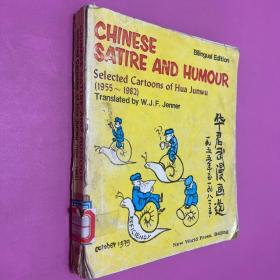 Bilingual Edition
CHINESE
SATIRE AND HUMOUR
Selected Cartoons of Hua Junwu
(1955~1982)
Translated by W.J.F. Jenner
华君武漫画选
一九五五年至一九八二年
EFFICIENCY
october 1979
New World Press, Beijing